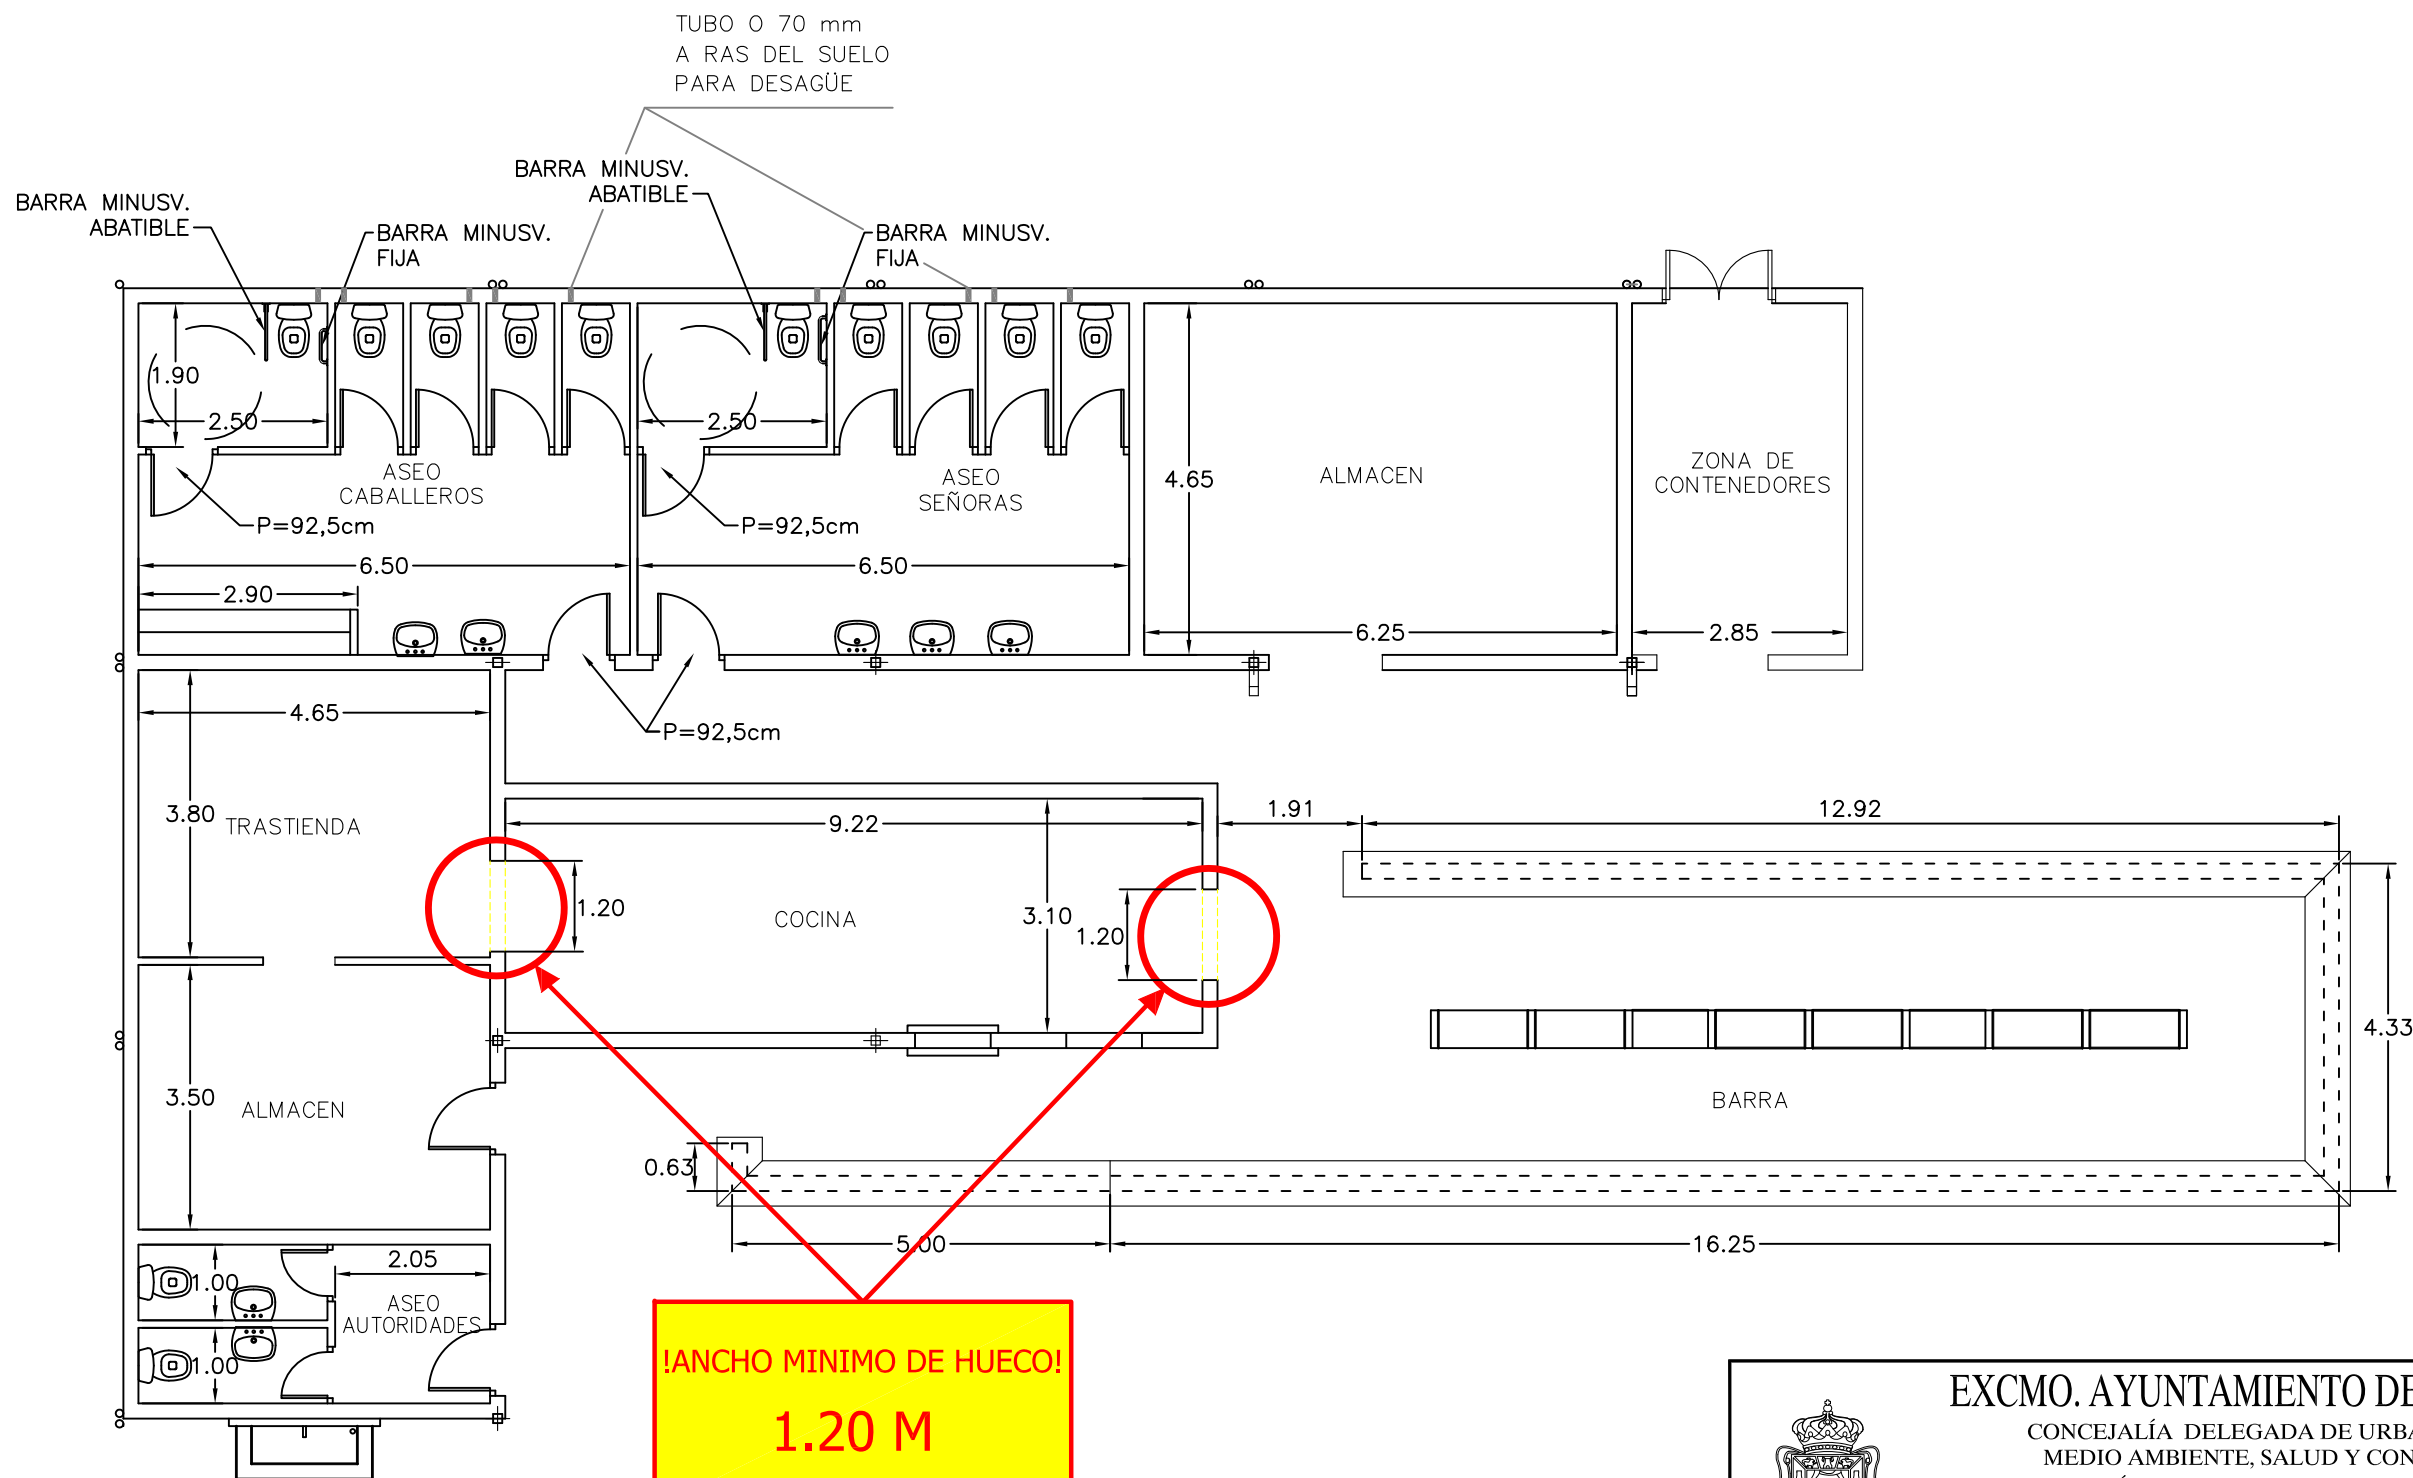 TUBO O 70 mm
A RAS DEL SUELO
PARA DESAGÜE
BARRA MINUSV.
ABATIBLE
BARRA MINUSV.
ABATIBLE
BARRA MINUSV.
FIJA
BARRA MINUSV.
FIJA
1.90
2.50
2.50
ASEO
CABALLEROS
ASEO
SEÑORAS
4.65
ALMACEN
ZONA DE
CONTENEDORES
P=92,5cm
P=92,5cm
6.50
6.50
2.90
6.25
2.85
4.65
P=92,5cm
3.80
TRASTIENDA
9.22
1.91
12.92
1.20
COCINA
3.10
1.20
4.33
3.50
ALMACEN
BARRA
0.63
5.00
16.25
2.05
1.00
ASEO
AUTORIDADES
1.00
!ANCHO MINIMO DE HUECO!
1.20 M
EXCMO. AYUNTAMIENTO DE
CONCEJALÍA DELEGADA DE URBA
MEDIO AMBIENTE, SALUD Y CON